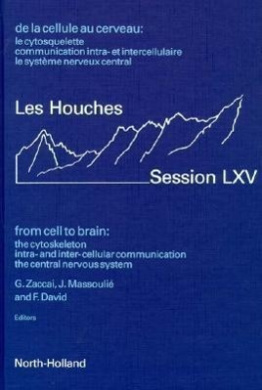 de la cellule au cerveau:
le cytosquelette
communication intra- et intercellulaire
le système nerveux central
Les Houches
Session LXV
from cell to brain:
the cytoskeleton
intra- and inter-cellular communication
the central nervous system
G. Zaccai, J. Massoulié
and F. David
Editors
North-Holland